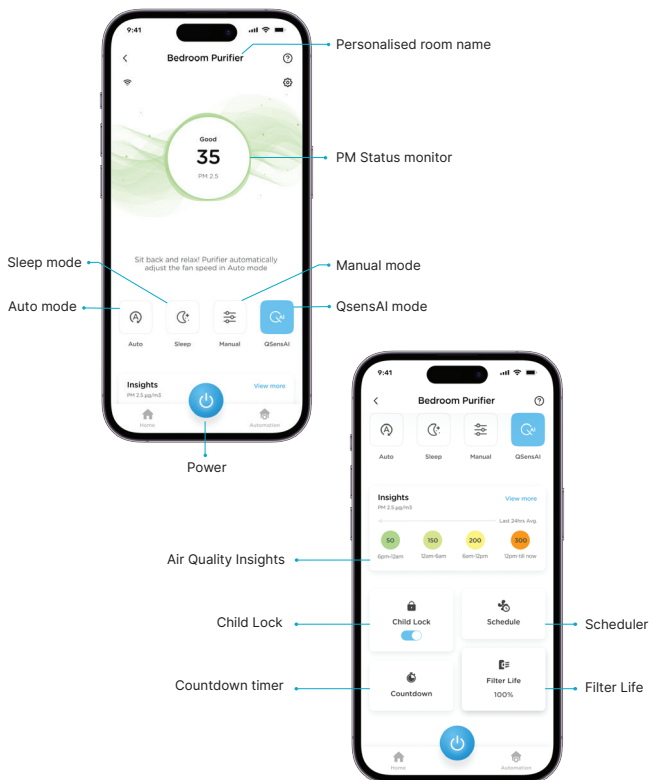 9:41
Bedroom Purifier
Personalised room name
Good
35
PM 2.5
PM Status monitor
Sit back and relax! Purifier automatically
adjust the fan speed in Auto mode
Sleep mode
Manual mode
Auto mode
QsensAI mode
AI
Auto Sleep Manual QSensAI
Insights View more
PM 2.5 µg/m3
Home Automation
Power
9:41
Bedroom Purifier
AI
Auto Sleep Manual QSensAI
Insights View more
PM 2.5 µg/m3
Last 24hrs Avg.
50 150 200 300
6pm-12am 12am-6am 6am-12pm 12pm-till now
Air Quality Insights
Child Lock
Child Lock
Schedule
Scheduler
Countdown timer
Countdown
Filter Life
100%
Filter Life
Home Automation